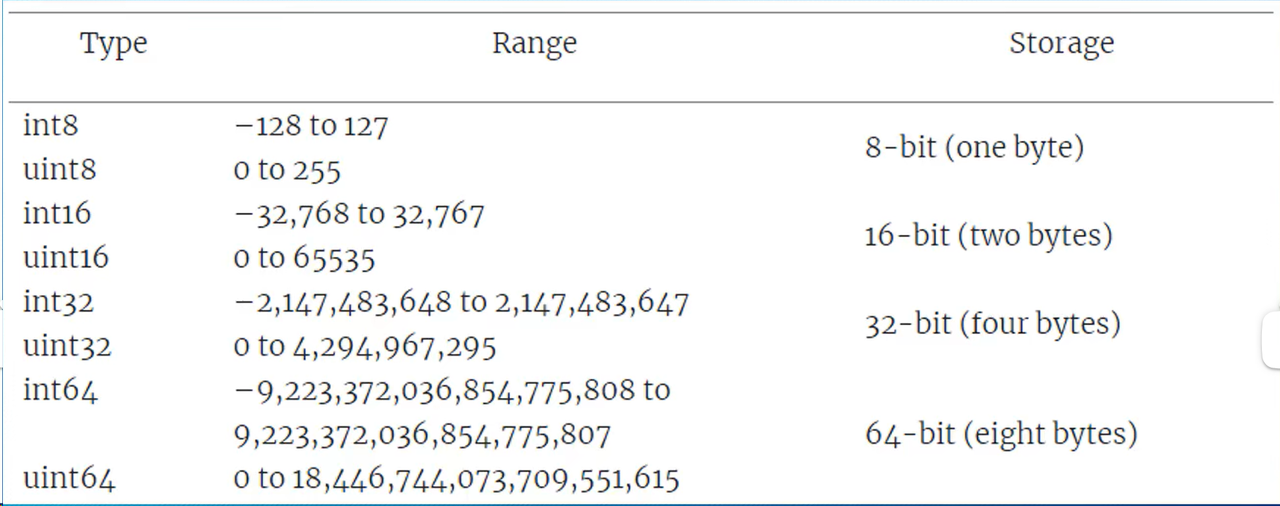 Type Range Storage
int8 −128 to 127
8-bit (one byte)
uint8 0 to 255
int16 −32,768 to 32,767
16-bit (two bytes)
uint16 0 to 65535
int32 −2,147,483,648 to 2,147,483,647
32-bit (four bytes)
uint32 0 to 4,294,967,295
int64 −9,223,372,036,854,775,808 to
9,223,372,036,854,775,807 64-bit (eight bytes)
uint64 0 to 18,446,744,073,709,551,615